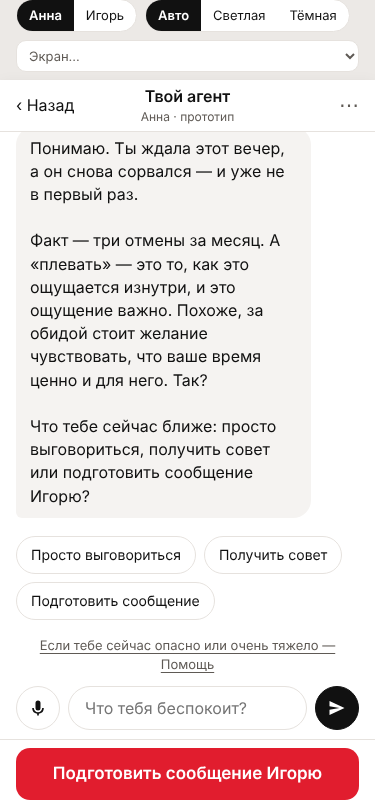 Анна Игорь Авто Светлая Тёмная
Экран...
‹ Назад Твой агент ···
Анна · прототип
Понимаю. Ты ждала этот вечер,
а он снова сорвался — и уже не
в первый раз.
Факт — три отмены за месяц. А
«плевать» — это то, как это
ощущается изнутри, и это
ощущение важно. Похоже, за
обидой стоит желание
чувствовать, что ваше время
ценно и для него. Так?
Что тебе сейчас ближе: просто
выговориться, получить совет
или подготовить сообщение
Игорю?
Просто выговориться Получить совет
Подготовить сообщение
Если тебе сейчас опасно или очень тяжело —
Помощь
Что тебя беспокоит?
Подготовить сообщение Игорю